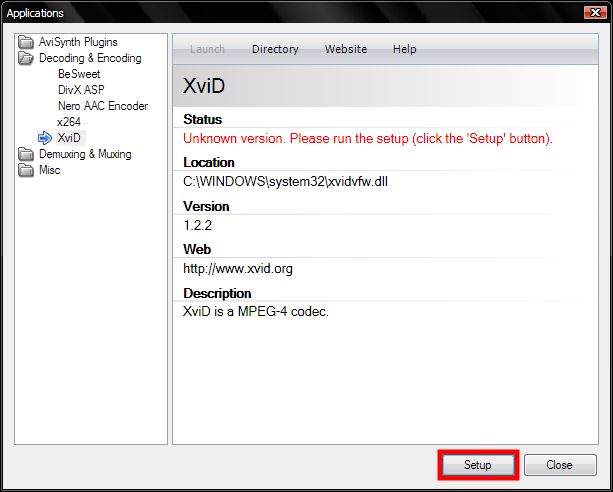 Applications
AviSynth Plugins
Decoding & Encoding
BeSweet
DivX ASP
Nero AAC Encoder
x264
XviD
Demuxing & Muxing
Misc
Launch Directory Website Help
XviD
Status
Unknown version. Please run the setup (click the 'Setup' button).
Location
C:\WINDOWS\system32\xvidvfw.dll
Version
1.2.2
Web
http://www.xvid.org
Description
XviD is a MPEG-4 codec.
Setup Close